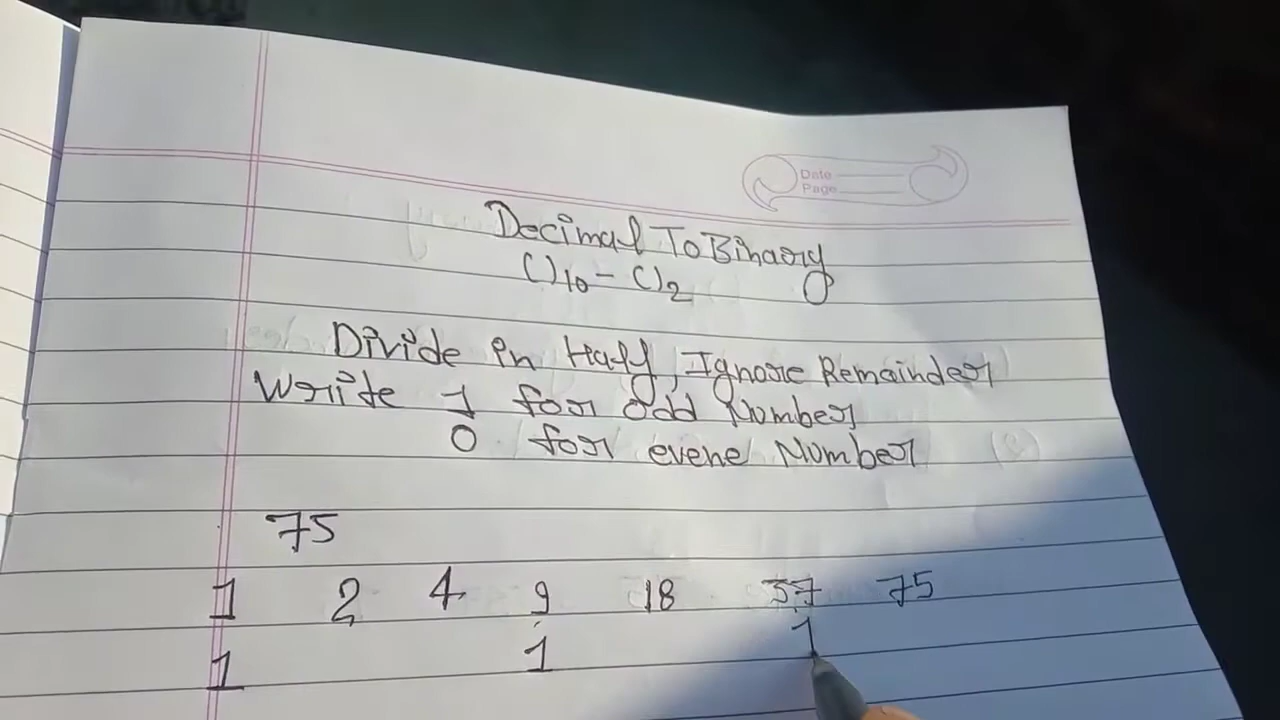 Date
Page
Decimal To Binary
()10 - ()2
Divide in Half, Ignore Remainder
Write 1 for odd Number,
0 for evene Number
75
1 2 4 9 18 37 75
1 1 1